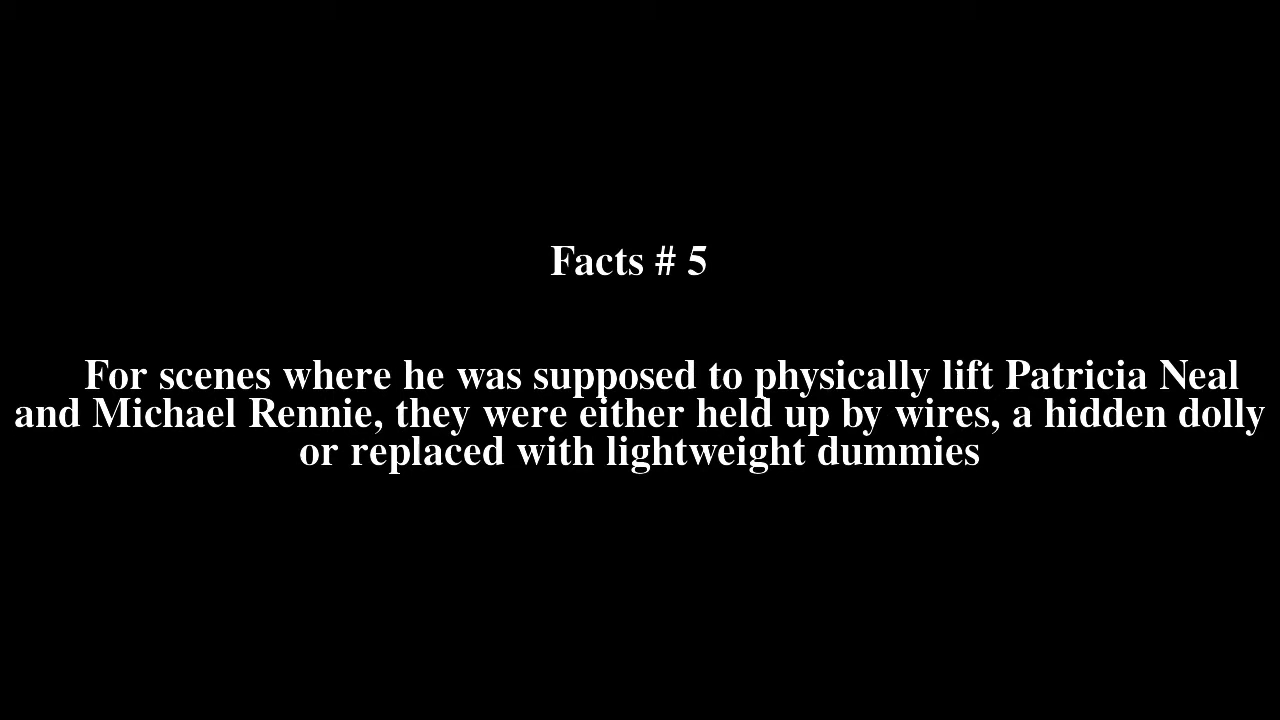 Facts # 5
For scenes where he was supposed to physically lift Patricia Neal
and Michael Rennie, they were either held up by wires, a hidden dolly
or replaced with lightweight dummies